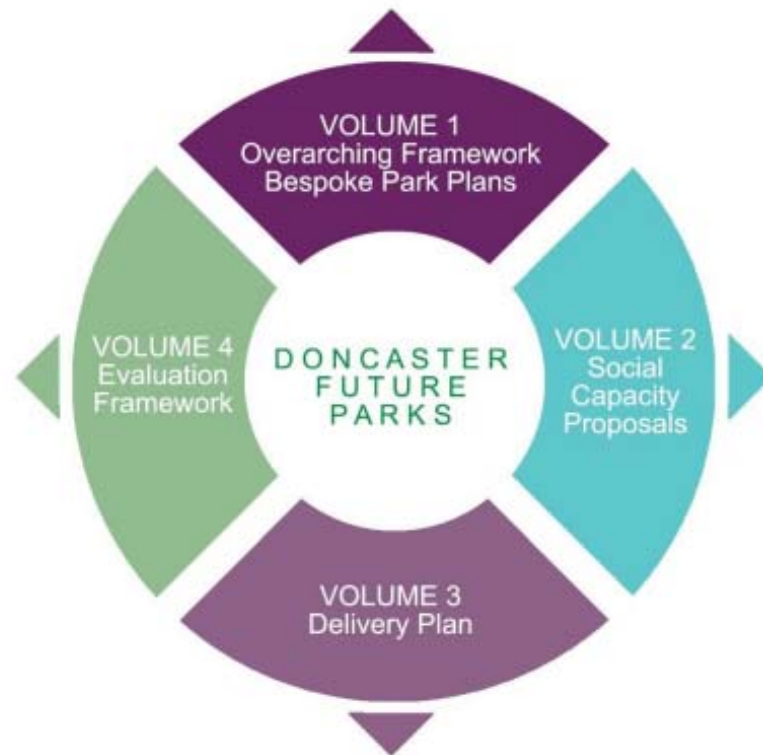 VOLUME 1
Overarching Framework
Bespoke Park Plans
VOLUME 2
Social
Capacity
Proposals
VOLUME 3
Delivery Plan
VOLUME 4
Evaluation
Framework
DONCASTER
FUTURE
PARKS